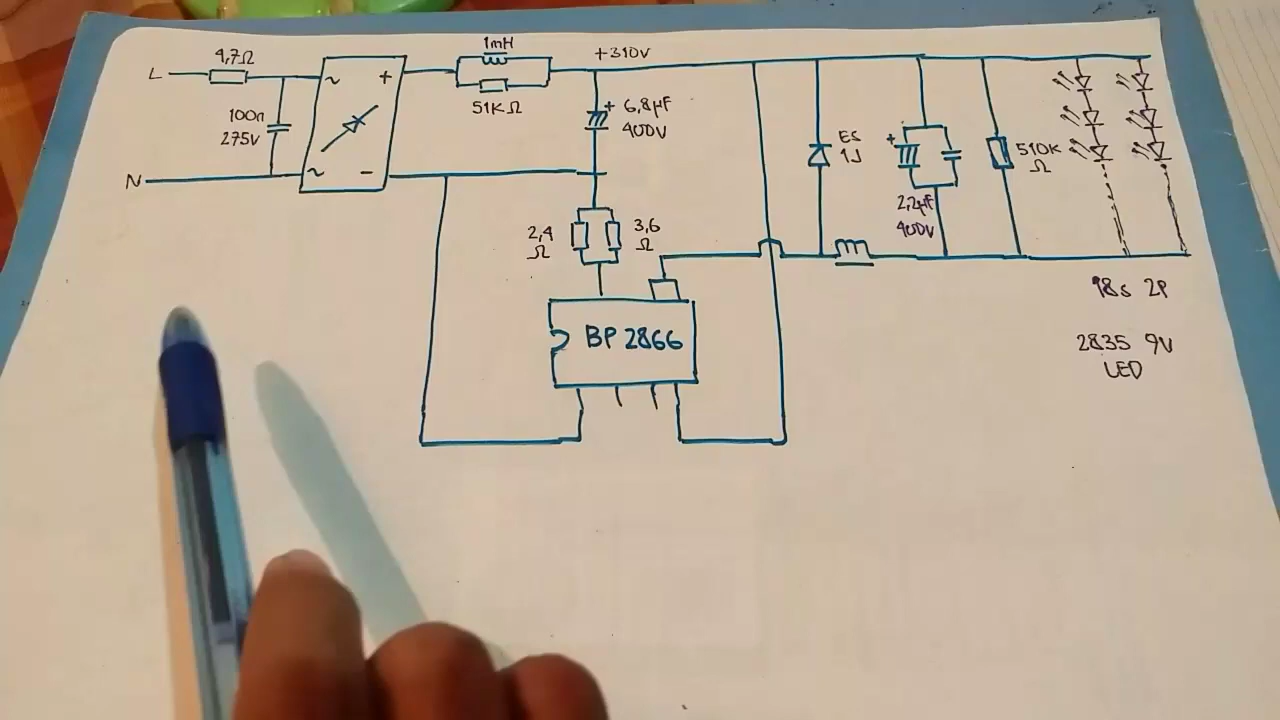 4,7Ω
L
100n
275V
N
~
+
~
-
1mH
51KΩ
+310V
+
6,8μF
400V
2,4
Ω
3,6
Ω
BP 2866
ES
1J
+
2,2μF
400V
510K
Ω
18s 2P
2835 9V
LED